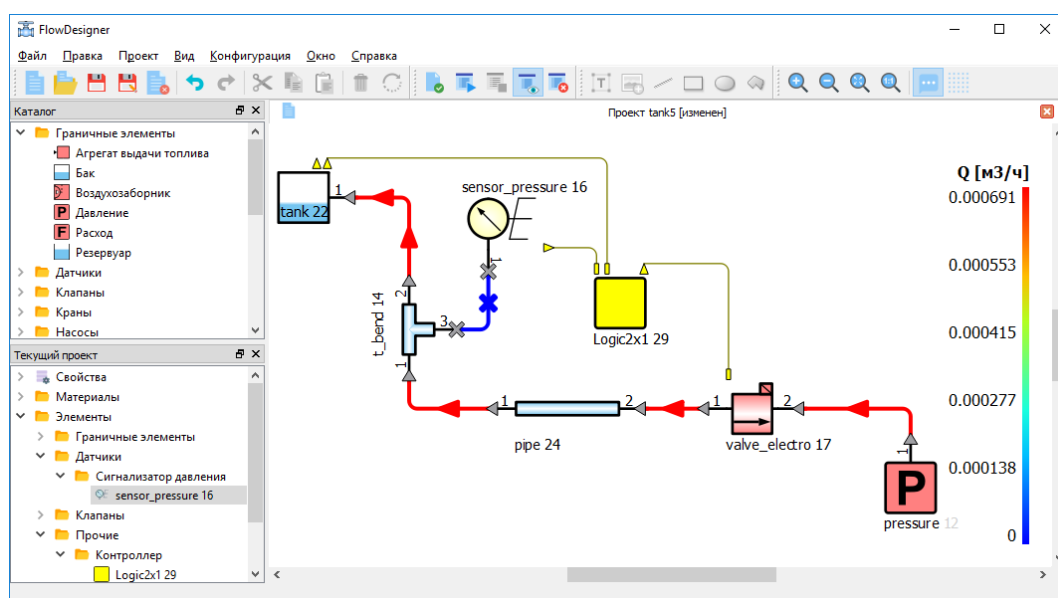 FlowDesigner
Файл Правка Проект Вид Конфигурация Окно Справка
Каталог
Граничные элементы
Агрегат выдачи топлива
Бак
Воздухозаборник
P Давление
F Расход
Резервуар
Датчики
Клапаны
Краны
Насосы
Текущий проект
Свойства
Материалы
Элементы
Граничные элементы
Датчики
Сигнализатор давления
sensor_pressure 16
Клапаны
Прочие
Контроллер
Logic2x1 29
Проект tank5 [изменен]
tank 22
1
sensor_pressure 16
1
t_bend 14
2
3
1
Logic2x1 29
1
2
pipe 24
1
2
valve_electro 17
1
P
pressure 12
Q [м3/ч]
0.000691
0.000553
0.000415
0.000277
0.000138
0